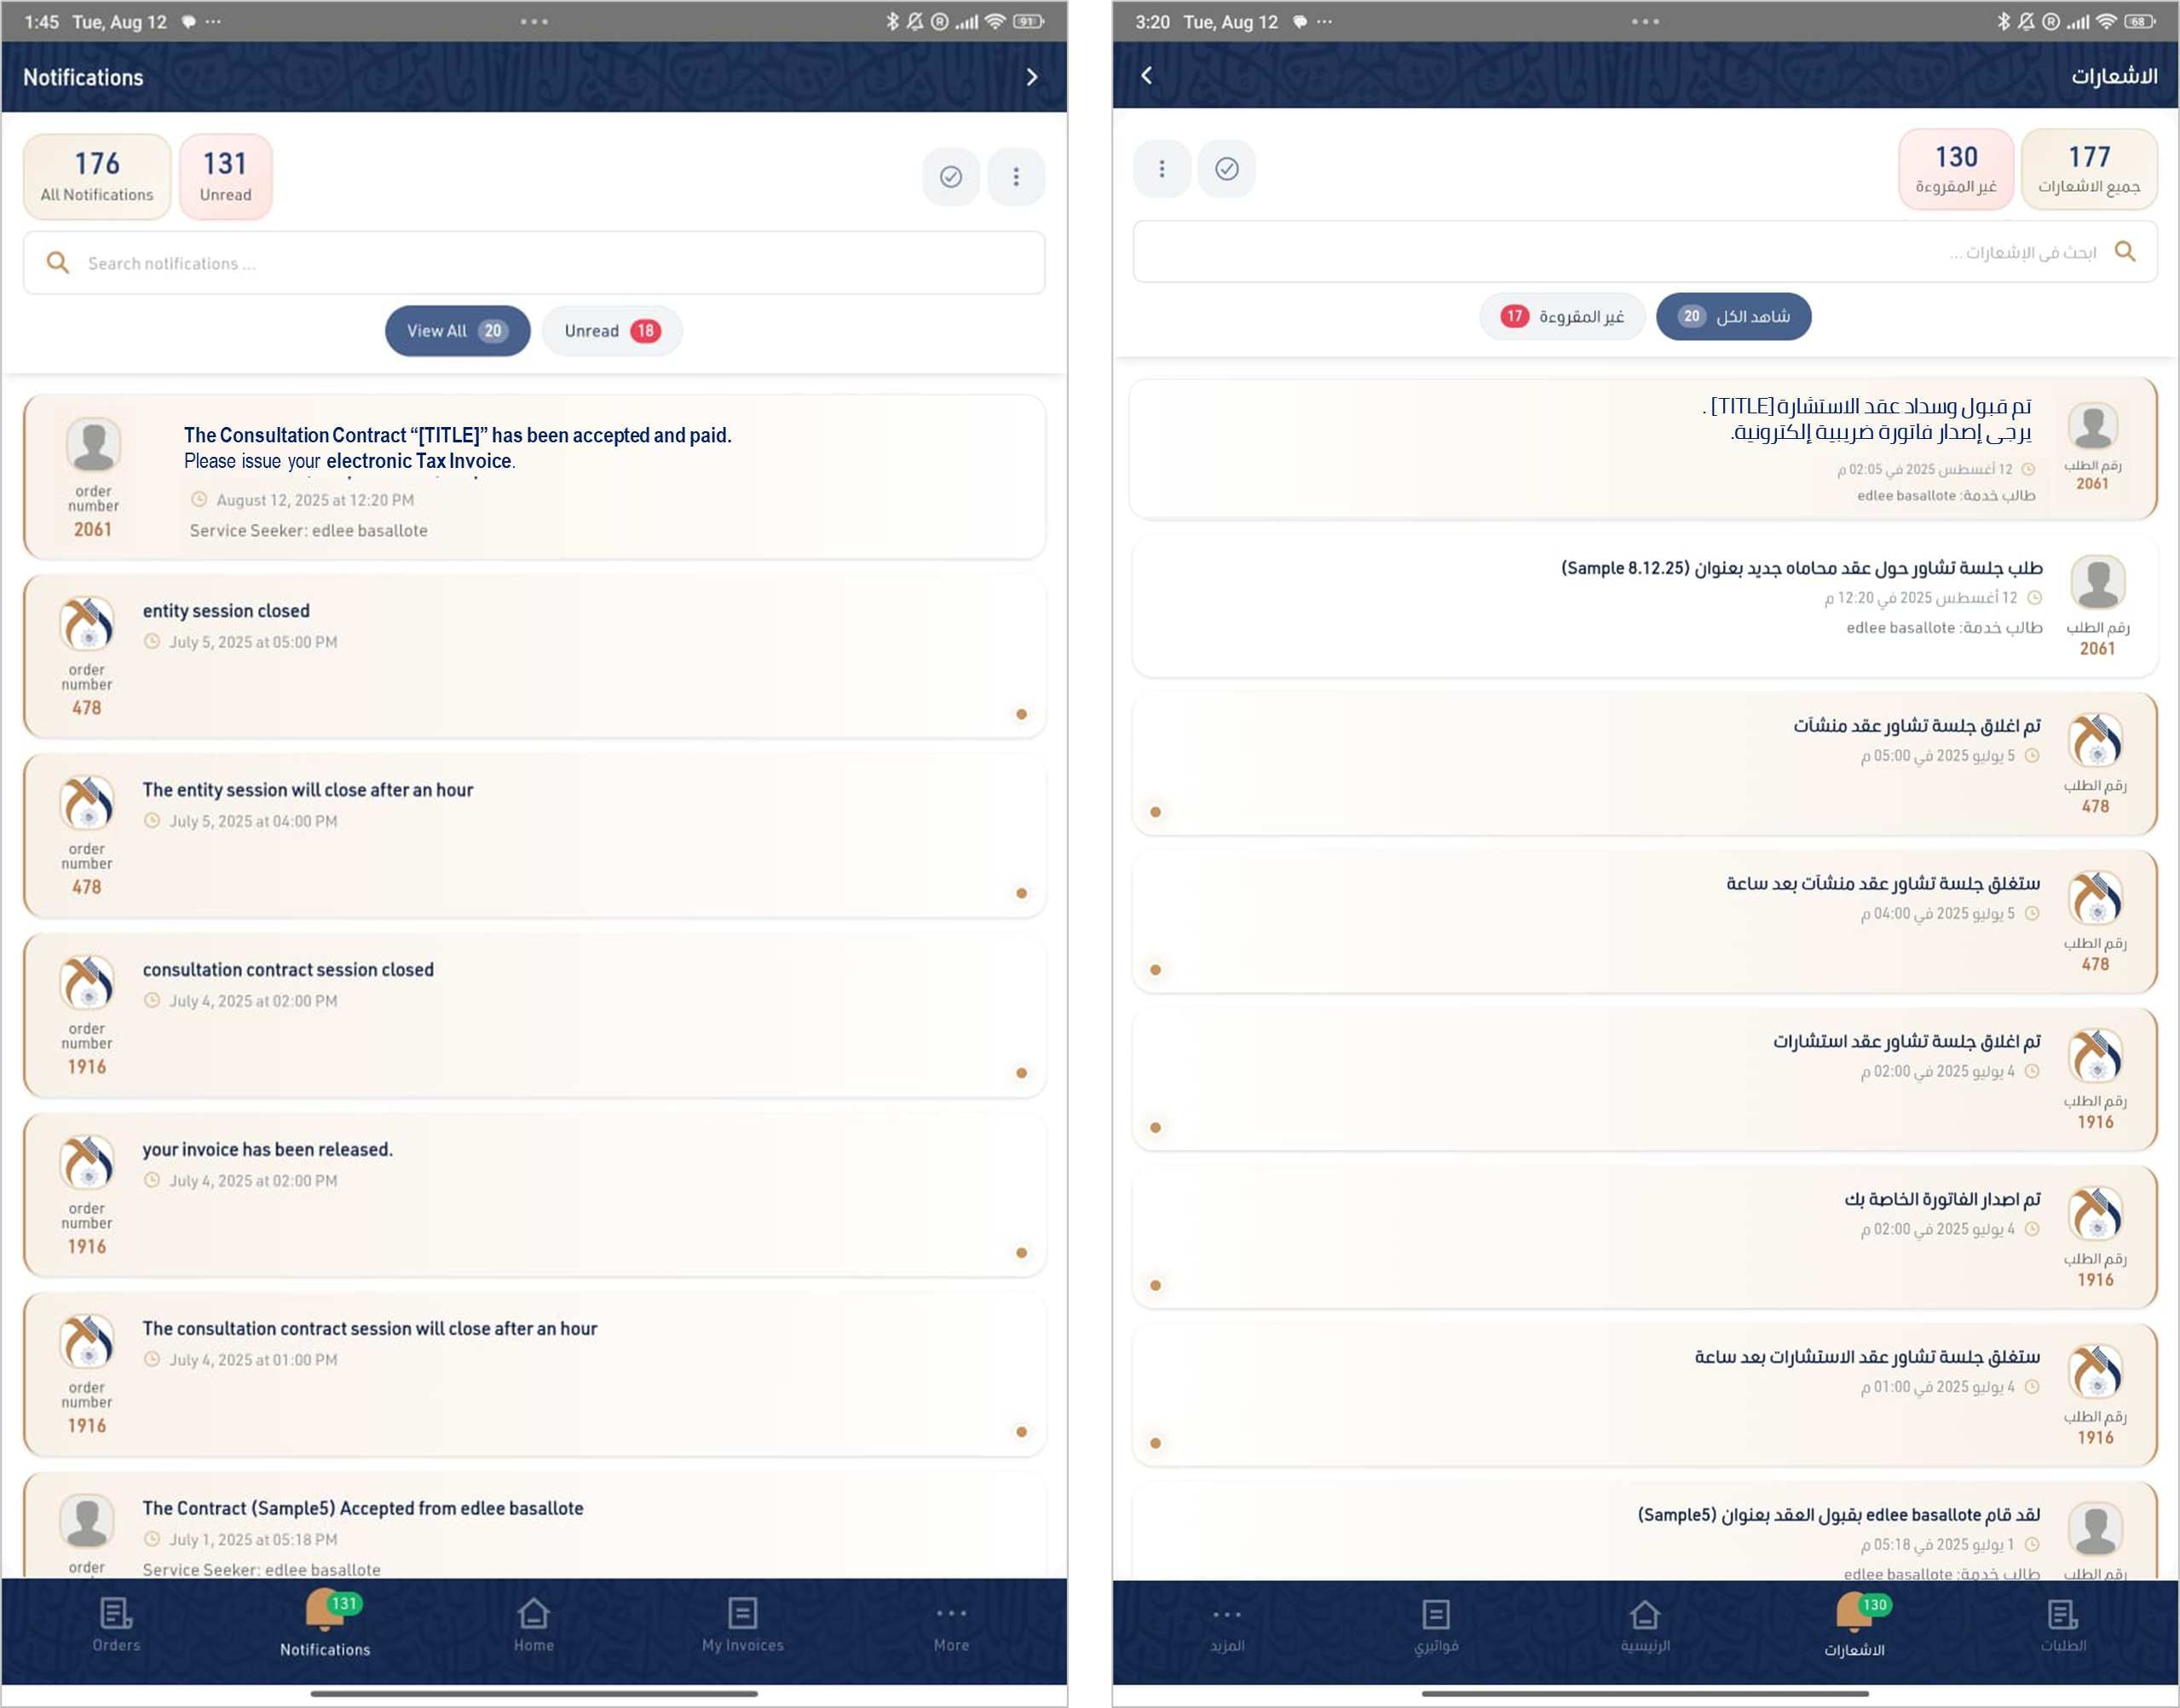 1:45 Tue, Aug 12
91
Notifications
176
All Notifications
131
Unread
Search notifications ...
View All 20
Unread 18
The Consultation Contract “[TITLE]” has been accepted and paid.
Please issue your electronic Tax Invoice.
August 12, 2025 at 12:20 PM
Service Seeker: edlee basallote
order
number
2061
entity session closed
July 5, 2025 at 05:00 PM
order
number
478
The entity session will close after an hour
July 5, 2025 at 04:00 PM
order
number
478
consultation contract session closed
July 4, 2025 at 02:00 PM
order
number
1916
your invoice has been released.
July 4, 2025 at 02:00 PM
order
number
1916
The consultation contract session will close after an hour
July 4, 2025 at 01:00 PM
order
number
1916
The Contract (Sample5) Accepted from edlee basallote
July 1, 2025 at 05:18 PM
Service Seeker: edlee basallote
order
Orders
131
Notifications
Home
My Invoices
More
3:20 Tue, Aug 12
68
الاشعارات
177
جميع الاشعارات
130
غير المقروءة
ابحث في الإشعارات ...
شاهد الكل 20
غير المقروءة 17
تم قبول وسداد عقد الاستشارة [TITLE] .
يرجى إصدار فاتورة ضريبية إلكترونية.
12 أغسطس 2025 في 02:05 م
طالب خدمة: edlee basallote
رقم الطلب
2061
طلب جلسة تشاور حول عقد محاماه جديد بعنوان (Sample 8.12.25)
12 أغسطس 2025 في 12:20 م
طالب خدمة: edlee basallote
رقم الطلب
2061
تم اغلاق جلسة تشاور عقد منشآت
5 يوليو 2025 في 05:00 م
رقم الطلب
478
ستغلق جلسة تشاور عقد منشآت بعد ساعة
5 يوليو 2025 في 04:00 م
رقم الطلب
478
تم اغلاق جلسة تشاور عقد استشارات
4 يوليو 2025 في 02:00 م
رقم الطلب
1916
تم اصدار الفاتورة الخاصة بك
4 يوليو 2025 في 02:00 م
رقم الطلب
1916
ستغلق جلسة تشاور عقد الاستشارات بعد ساعة
4 يوليو 2025 في 01:00 م
رقم الطلب
1916
لقد قام edlee basallote بقبول العقد بعنوان (Sample5)
1 يوليو 2025 في 05:18 م
طالب خدمة: edlee basallote
رقم الطلب
الطلبات
130
الاشعارات
الرئيسية
فواتيري
المزيد